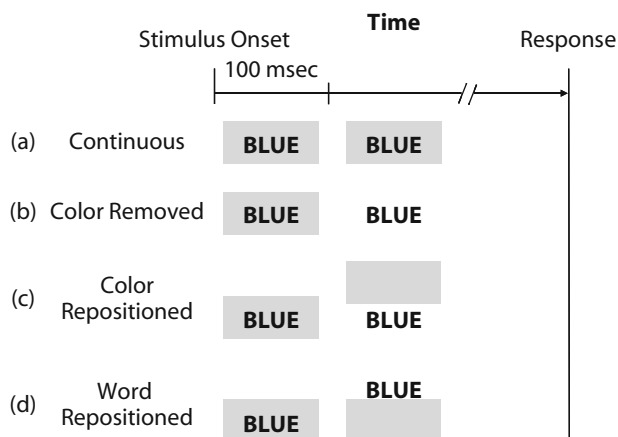 Time
Stimulus Onset Response
100 msec
(a) Continuous BLUE BLUE
(b) Color Removed BLUE BLUE
(c) Color
Repositioned BLUE BLUE
(d) Word
Repositioned BLUE BLUE